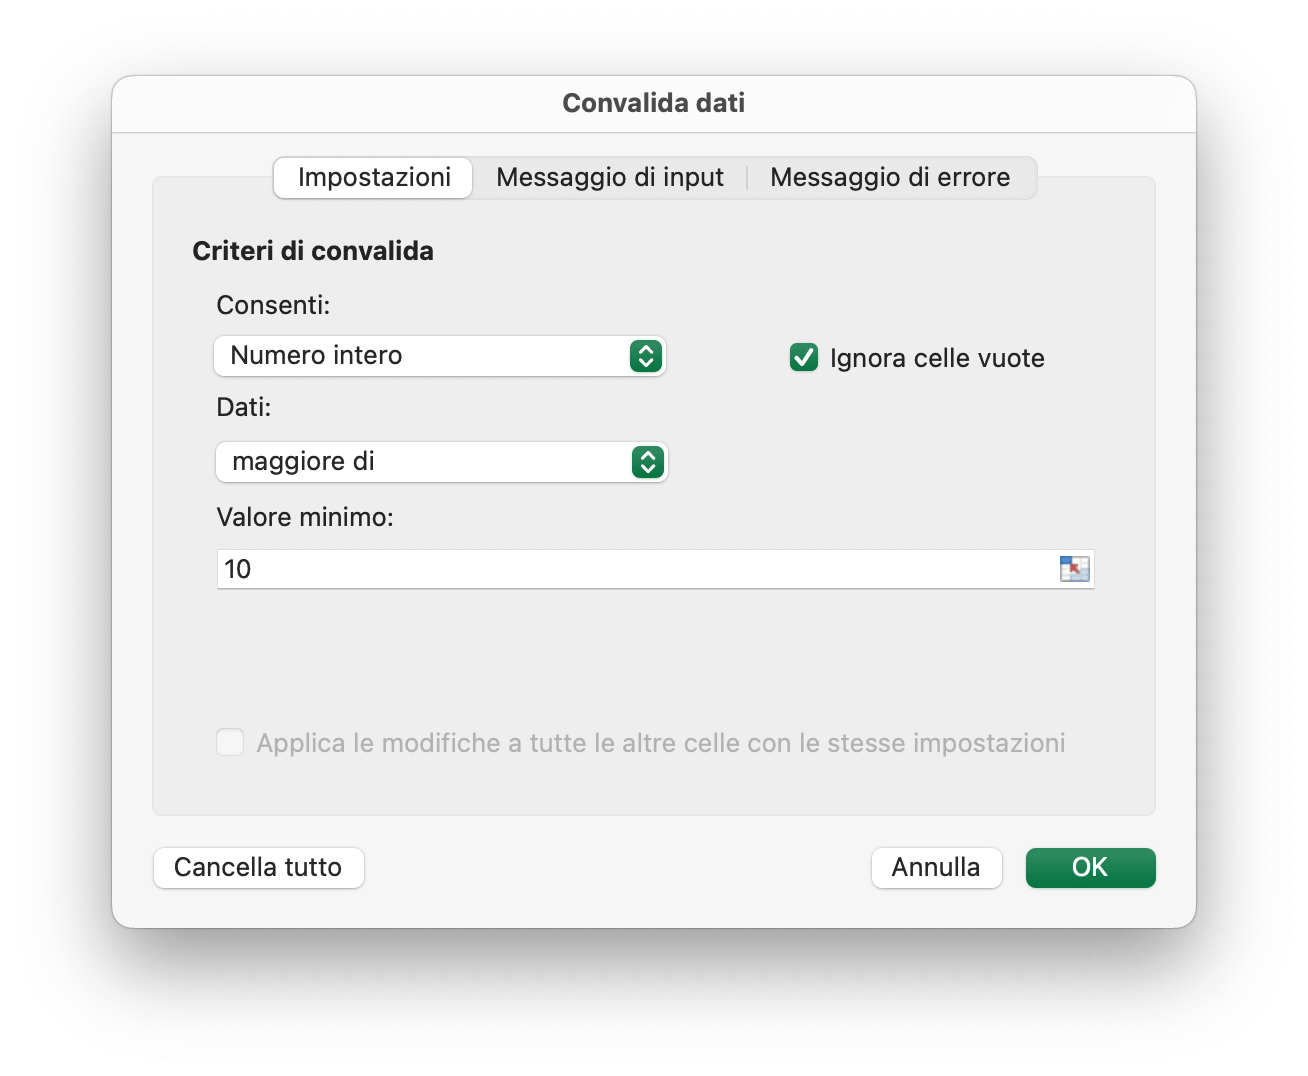 Convalida dati
Impostazioni
Messaggio di input
Messaggio di errore
Criteri di convalida
Consenti:
Numero intero
Ignora celle vuote
Dati:
maggiore di
Valore minimo:
10
Applica le modifiche a tutte le altre celle con le stesse impostazioni
Cancella tutto
Annulla
OK